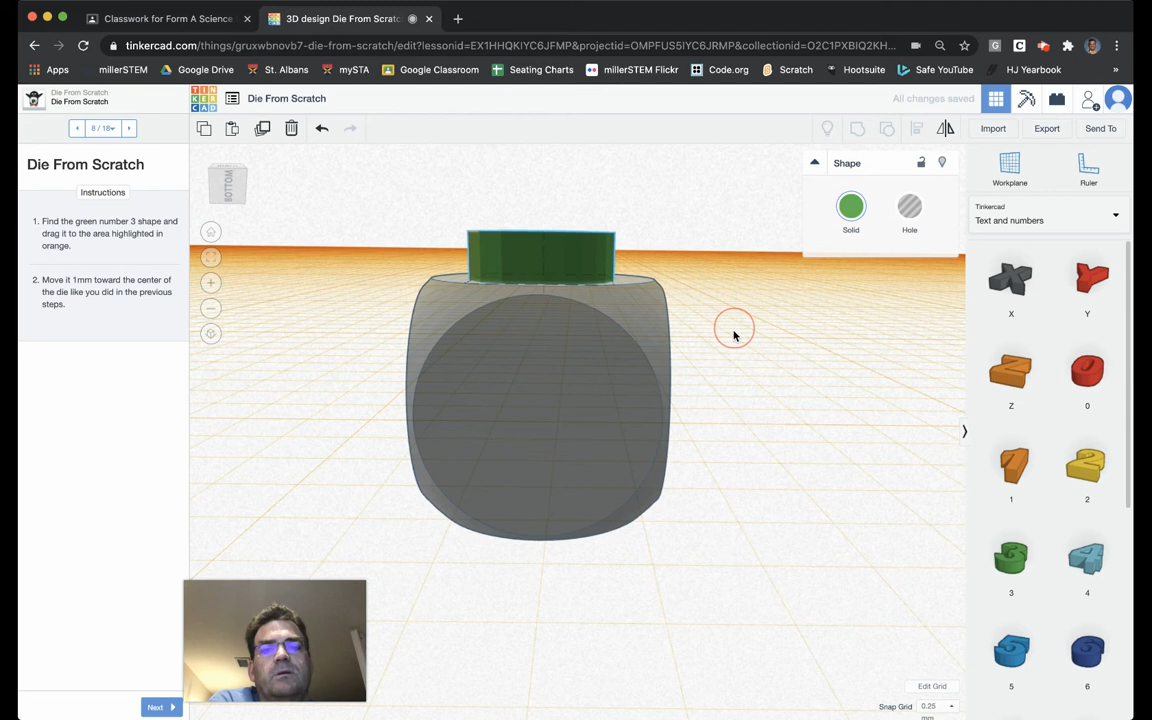 Classwork for Form A Science
3D design Die From Scratc
tinkercad.com/things/gruxwbnovb7-die-from-scratch/edit?lessonid=EX1HHQKIYC6JFMP&projectid=OMPFUS5IYC6JRMP&collectionid=O2C1PXBIQ2KH...
Apps
millerSTEM
Google Drive
St. Albans
mySTA
Google Classroom
Seating Charts
millerSTEM Flickr
Code.org
Scratch
Hootsuite
Safe YouTube
HJ Yearbook
»
Die From Scratch
Die From Scratch
TIN
KER
CAD
Die From Scratch
All changes saved
8 / 18
Import
Export
Send To
Die From Scratch
Instructions
1. Find the green number 3 shape and
drag it to the area highlighted in
orange.
2. Move it 1mm toward the center of
the die like you did in the previous
steps.
BOTTOM
Shape
Solid
Hole
Workplane
Ruler
Tinkercad
Text and numbers
X
Y
Z
0
1
2
3
4
5
6
Next
Edit Grid
Snap Grid
0.25
mm